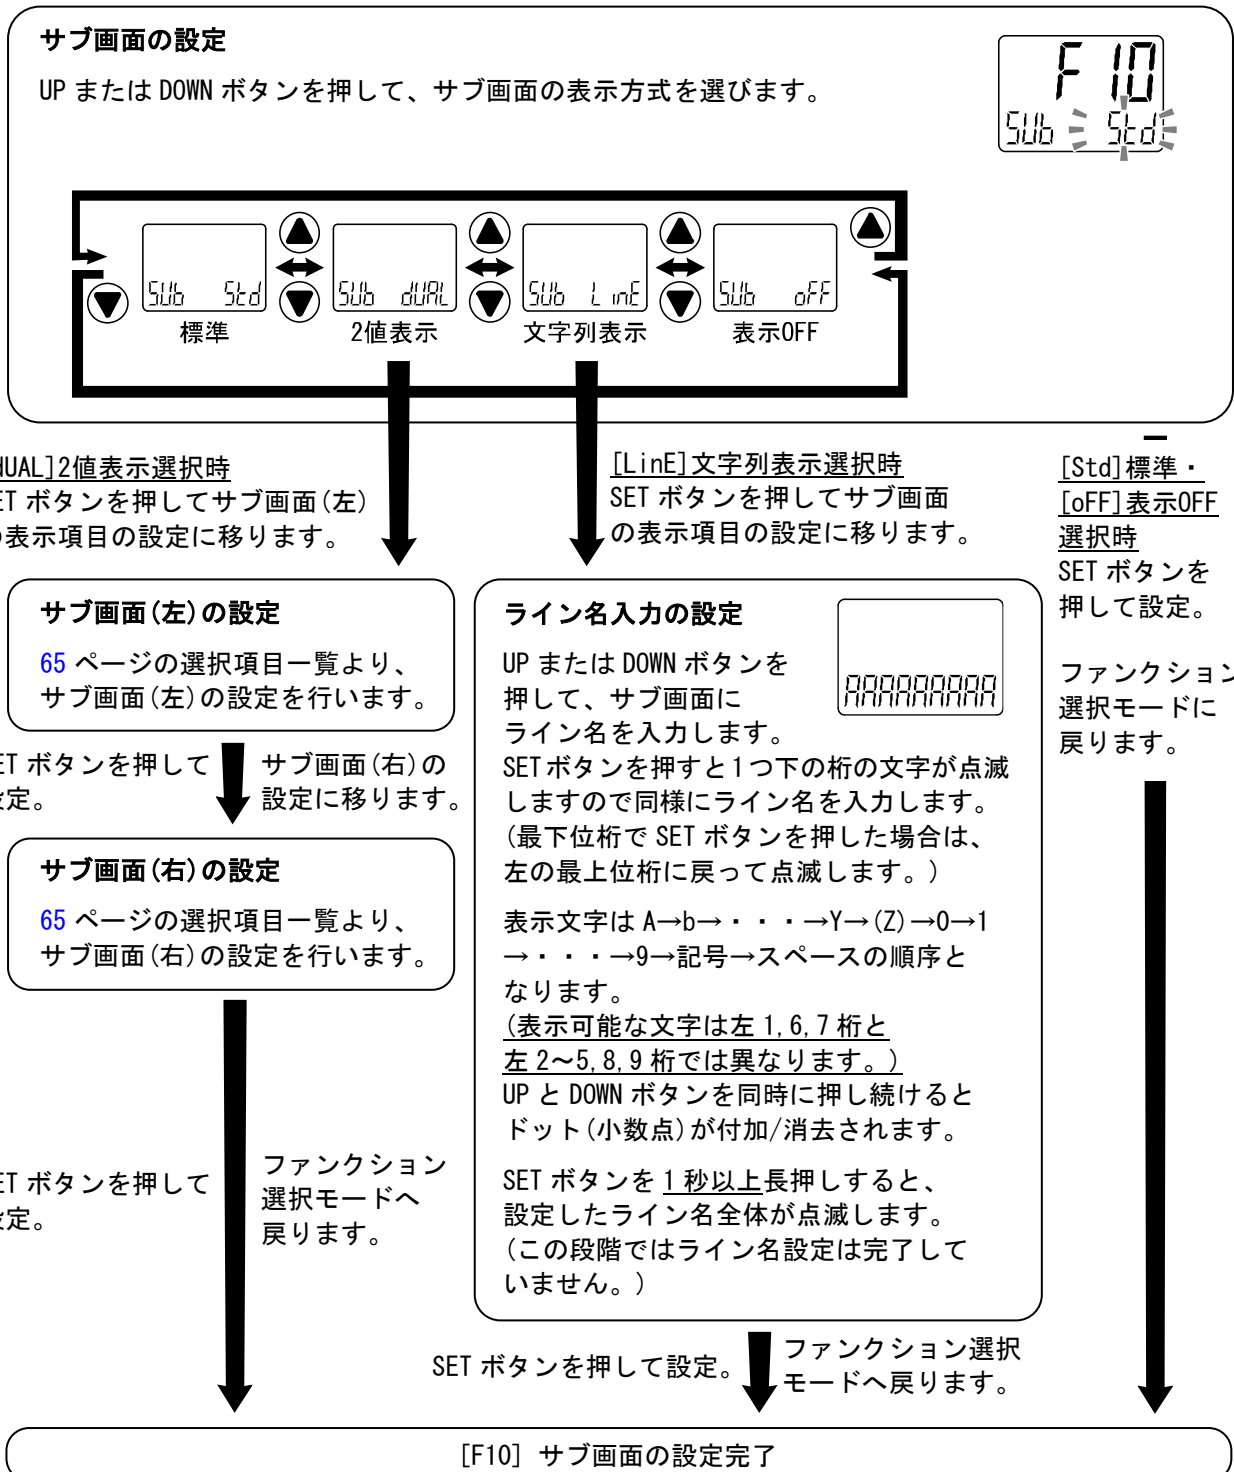 サブ画面の設定
UP または DOWN ボタンを押して、サブ画面の表示方式を選びます。
F 10
SUb Std
SUb Std
SUb dUAL
SUb LinE
SUb oFF
標準
2値表示
文字列表示
表示OFF
UAL]2値表示選択時
ET ボタンを押してサブ画面(左)
表示項目の設定に移ります。
[LinE]文字列表示選択時
SET ボタンを押してサブ画面
の表示項目の設定に移ります。
[Std]標準・
[oFF]表示OFF
選択時
SET ボタンを
押して設定。
ファンクション
選択モードに
戻ります。
サブ画面(左)の設定
65 ページの選択項目一覧より、
サブ画面(左)の設定を行います。
ET ボタンを押して
定。
サブ画面(右)の
設定に移ります。
サブ画面(右)の設定
65 ページの選択項目一覧より、
サブ画面(右)の設定を行います。
ET ボタンを押して
定。
ファンクション
選択モードへ
戻ります。
ライン名入力の設定
AAAAAAAAA
UP または DOWN ボタンを
押して、サブ画面に
ライン名を入力します。
SETボタンを押すと1つ下の桁の文字が点滅
しますので同様にライン名を入力します。
(最下位桁で SET ボタンを押した場合は、
左の最上位桁に戻って点滅します。)
表示文字は A→b→・・・→Y→(Z)→0→1
→・・・→9→記号→スペースの順序と
なります。
(表示可能な文字は左 1,6,7 桁と
左 2～5,8,9 桁では異なります。)
UP と DOWN ボタンを同時に押し続けると
ドット(小数点)が付加/消去されます。
SET ボタンを 1 秒以上長押しすると、
設定したライン名全体が点滅します。
(この段階ではライン名設定は完了して
いません。)
SET ボタンを押して設定。
ファンクション選択
モードへ戻ります。
[F10] サブ画面の設定完了